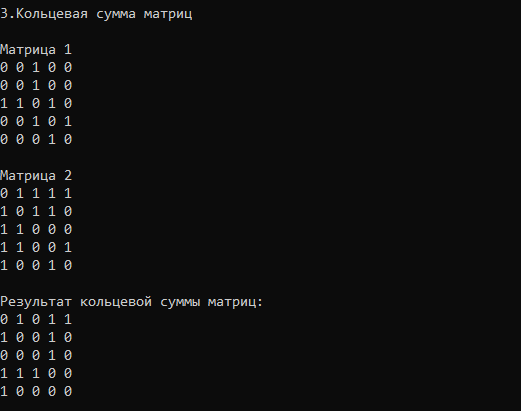 3.Кольцевая сумма матриц
Матрица 1
0 0 1 0 0
0 0 1 0 0
1 1 0 1 0
0 0 1 0 1
0 0 0 1 0
Матрица 2
0 1 1 1 1
1 0 1 1 0
1 1 0 0 0
1 1 0 0 1
1 0 0 1 0
Результат кольцевой суммы матриц:
0 1 0 1 1
1 0 0 1 0
0 0 0 1 0
1 1 1 0 0
1 0 0 0 0